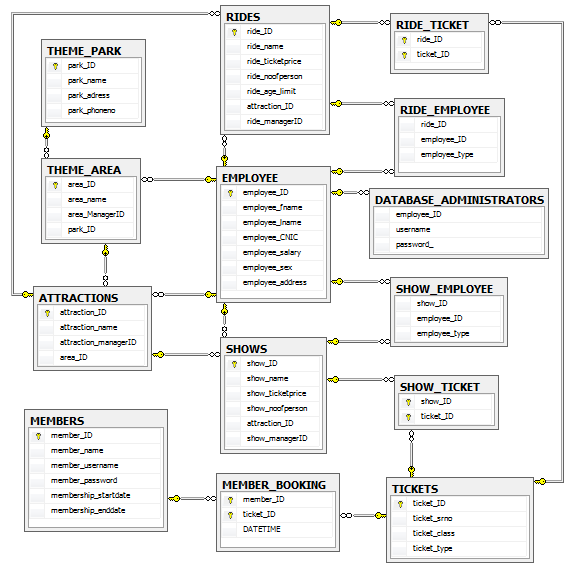 RIDES
ride_ID
ride_name
ride_ticketprice
ride_noofperson
ride_age_limit
attraction_ID
ride_managerID
RIDE_TICKET
ride_ID
ticket_ID
THEME_PARK
park_ID
park_name
park_adress
park_phoneno
RIDE_EMPLOYEE
ride_ID
employee_ID
employee_type
THEME_AREA
area_ID
area_name
area_ManagerID
park_ID
EMPLOYEE
employee_ID
employee_fname
employee_lname
employee_CNIC
employee_salary
employee_sex
employee_address
DATABASE_ADMINISTRATORS
employee_ID
username
password_
ATTRACTIONS
attraction_ID
attraction_name
attraction_managerID
area_ID
SHOW_EMPLOYEE
show_ID
employee_ID
employee_type
SHOWS
show_ID
show_name
show_ticketprice
show_noofperson
attraction_ID
show_managerID
SHOW_TICKET
show_ID
ticket_ID
MEMBERS
member_ID
member_name
member_username
member_password
membership_startdate
membership_enddate
MEMBER_BOOKING
member_ID
ticket_ID
DATETIME
TICKETS
ticket_ID
ticket_srno
ticket_class
ticket_type